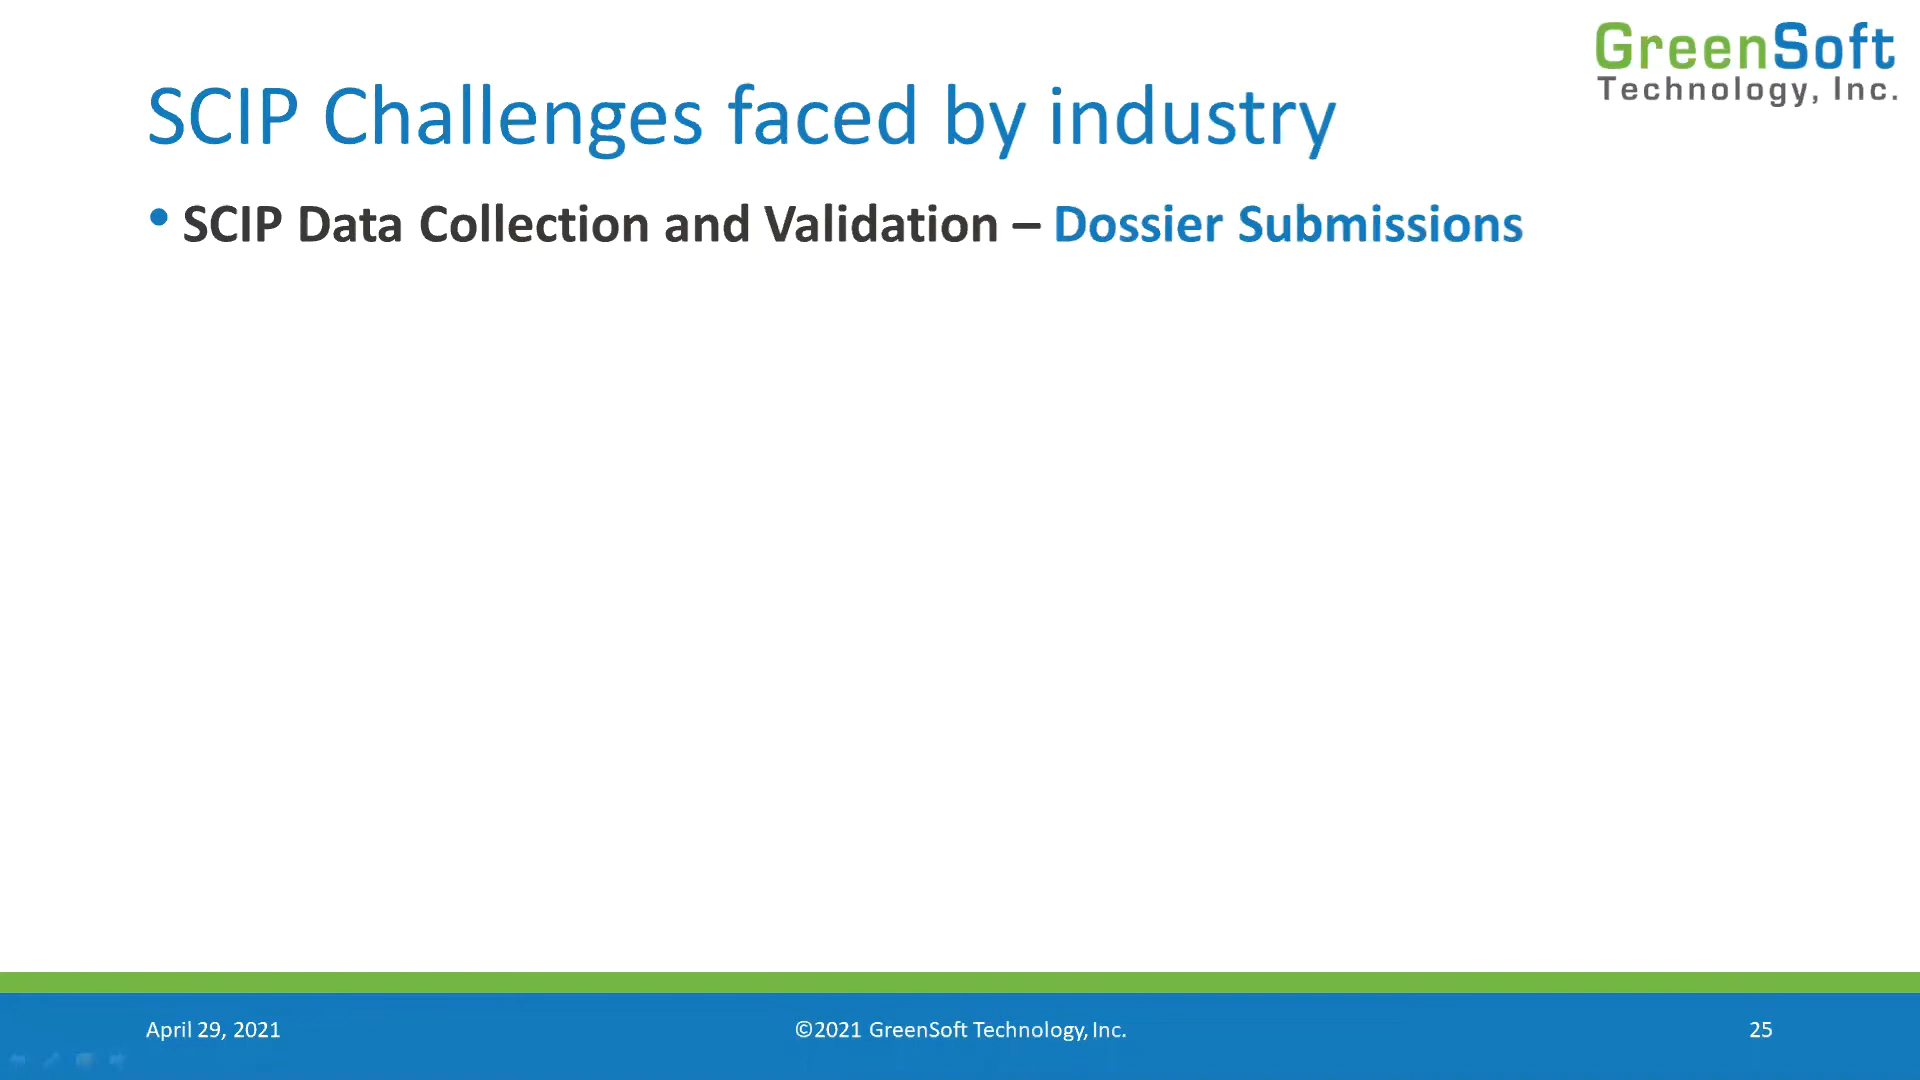 GreenSoft
Technology, Inc.
SCIP Challenges faced by industry
• SCIP Data Collection and Validation – Dossier Submissions
April 29, 2021
©2021 GreenSoft Technology, Inc.
25